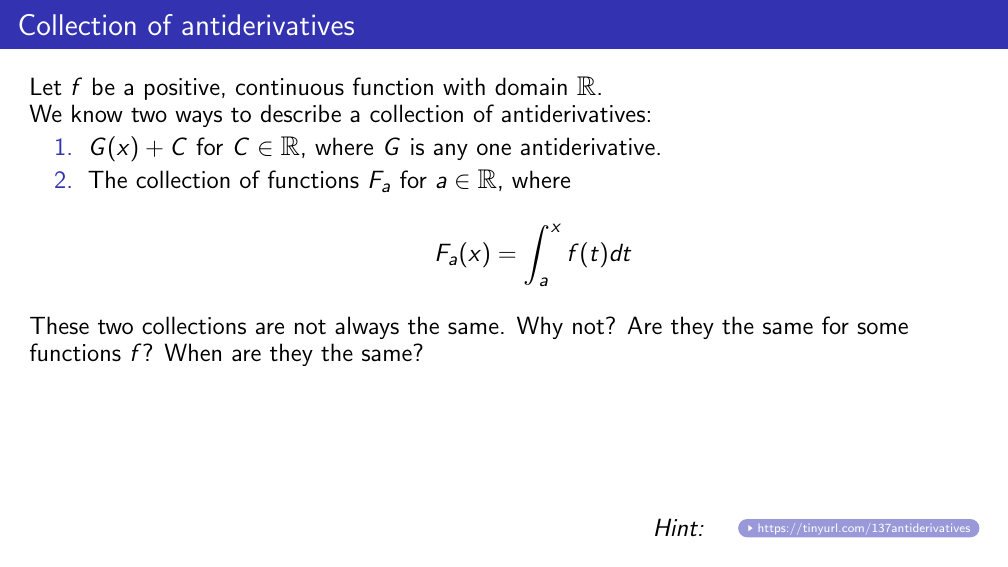 Collection of antiderivatives
Let f be a positive, continuous function with domain ℝ.
We know two ways to describe a collection of antiderivatives:
1. G(x) + C for C ∈ ℝ, where G is any one antiderivative.
2. The collection of functions Fₐ for a ∈ ℝ, where
Fₐ(x) = ∫ₐˣ f(t)dt
These two collections are not always the same. Why not? Are they the same for some
functions f? When are they the same?
Hint: https://tinyurl.com/137antiderivatives